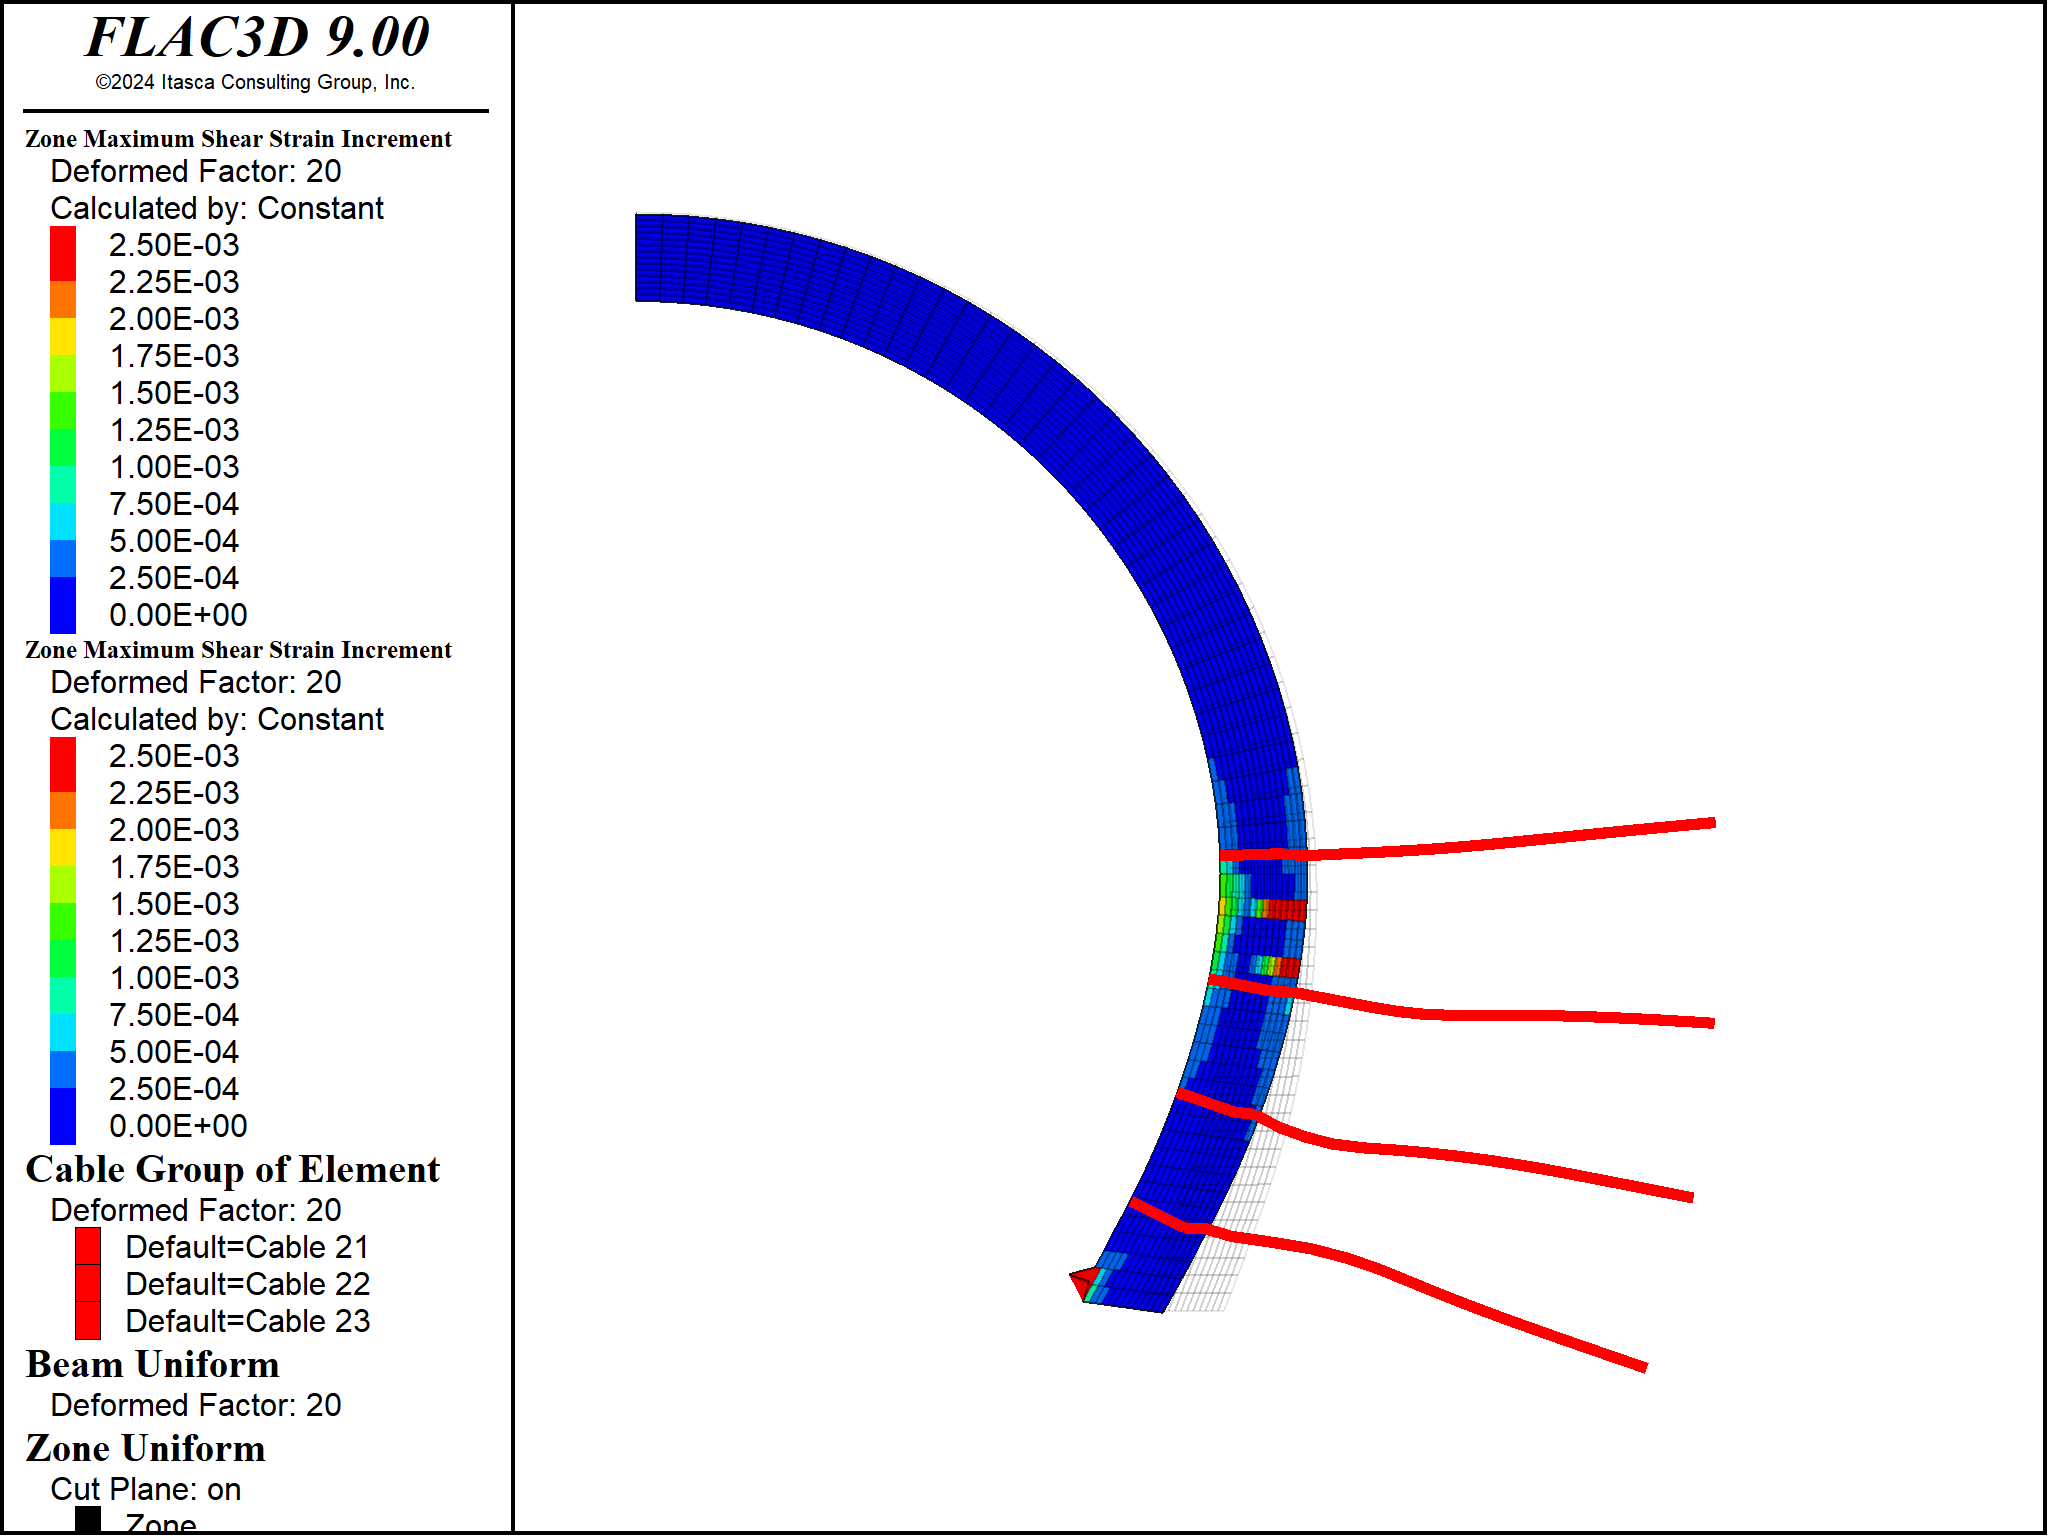 FLAC3D 9.00
©2024 Itasca Consulting Group, Inc.
Zone Maximum Shear Strain Increment
Deformed Factor: 20
Calculated by: Constant
2.50E-03
2.25E-03
2.00E-03
1.75E-03
1.50E-03
1.25E-03
1.00E-03
7.50E-04
5.00E-04
2.50E-04
0.00E+00
Zone Maximum Shear Strain Increment
Deformed Factor: 20
Calculated by: Constant
2.50E-03
2.25E-03
2.00E-03
1.75E-03
1.50E-03
1.25E-03
1.00E-03
7.50E-04
5.00E-04
2.50E-04
0.00E+00
Cable Group of Element
Deformed Factor: 20
Default=Cable 21
Default=Cable 22
Default=Cable 23
Beam Uniform
Deformed Factor: 20
Zone Uniform
Cut Plane: on
Zone